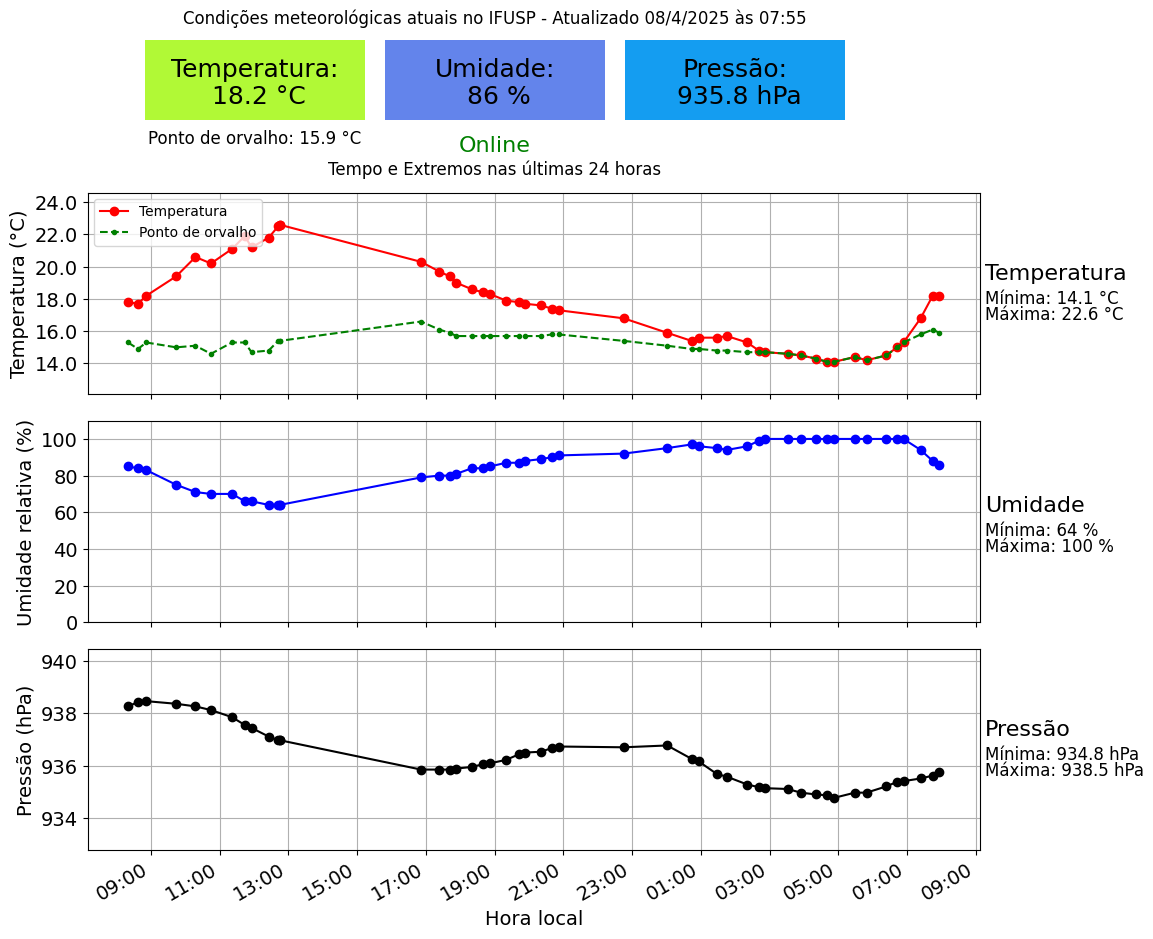 Condições meteorológicas atuais no IFUSP - Atualizado 08/4/2025 às 07:55
Temperatura:
18.2 °C
Umidade:
86 %
Pressão:
935.8 hPa
Ponto de orvalho: 15.9 °C
Online
Tempo e Extremos nas últimas 24 horas
Temperatura (°C)
24.0
22.0
20.0
18.0
16.0
14.0
Temperatura
Ponto de orvalho
Temperatura
Mínima: 14.1 °C
Máxima: 22.6 °C
Umidade relativa (%)
100
80
60
40
20
0
Umidade
Mínima: 64 %
Máxima: 100 %
Pressão (hPa)
940
938
936
934
Pressão
Mínima: 934.8 hPa
Máxima: 938.5 hPa
09:00 11:00 13:00 15:00 17:00 19:00 21:00 23:00 01:00 03:00 05:00 07:00 09:00
Hora local